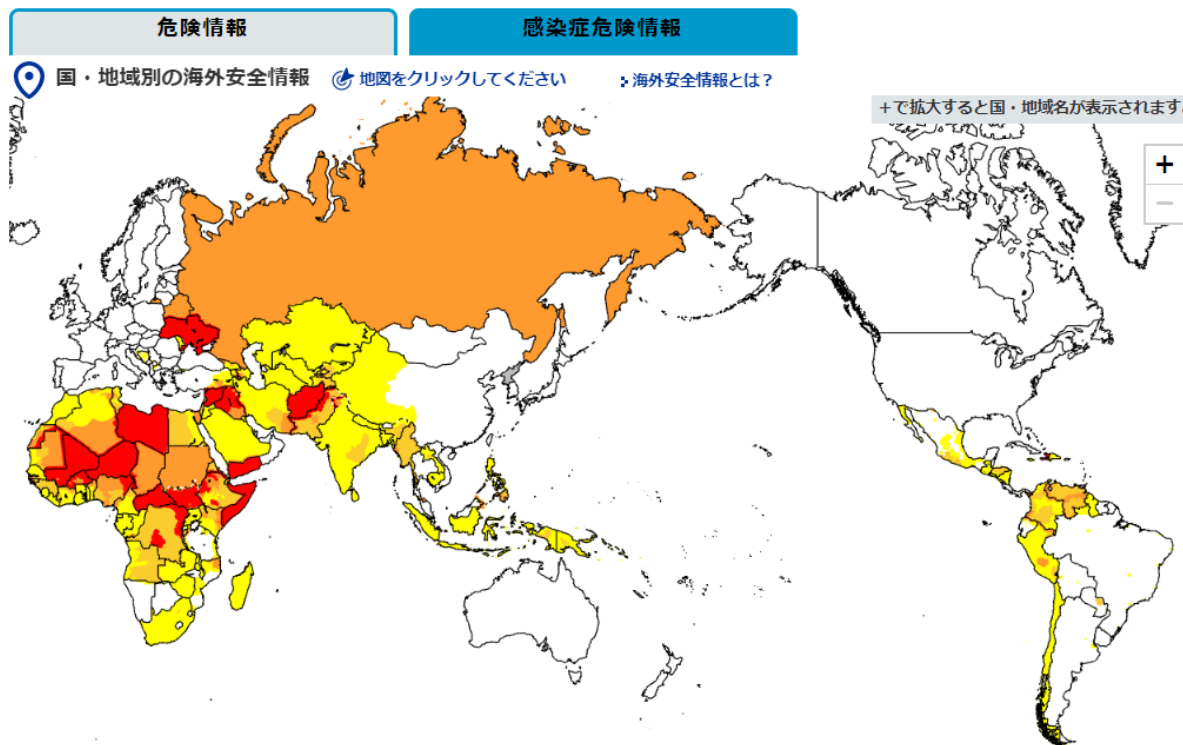 危険情報
感染症危険情報
国・地域別の海外安全情報
地図をクリックしてください
海外安全情報とは?
+で拡大すると国・地域名が表示されます。
+
−